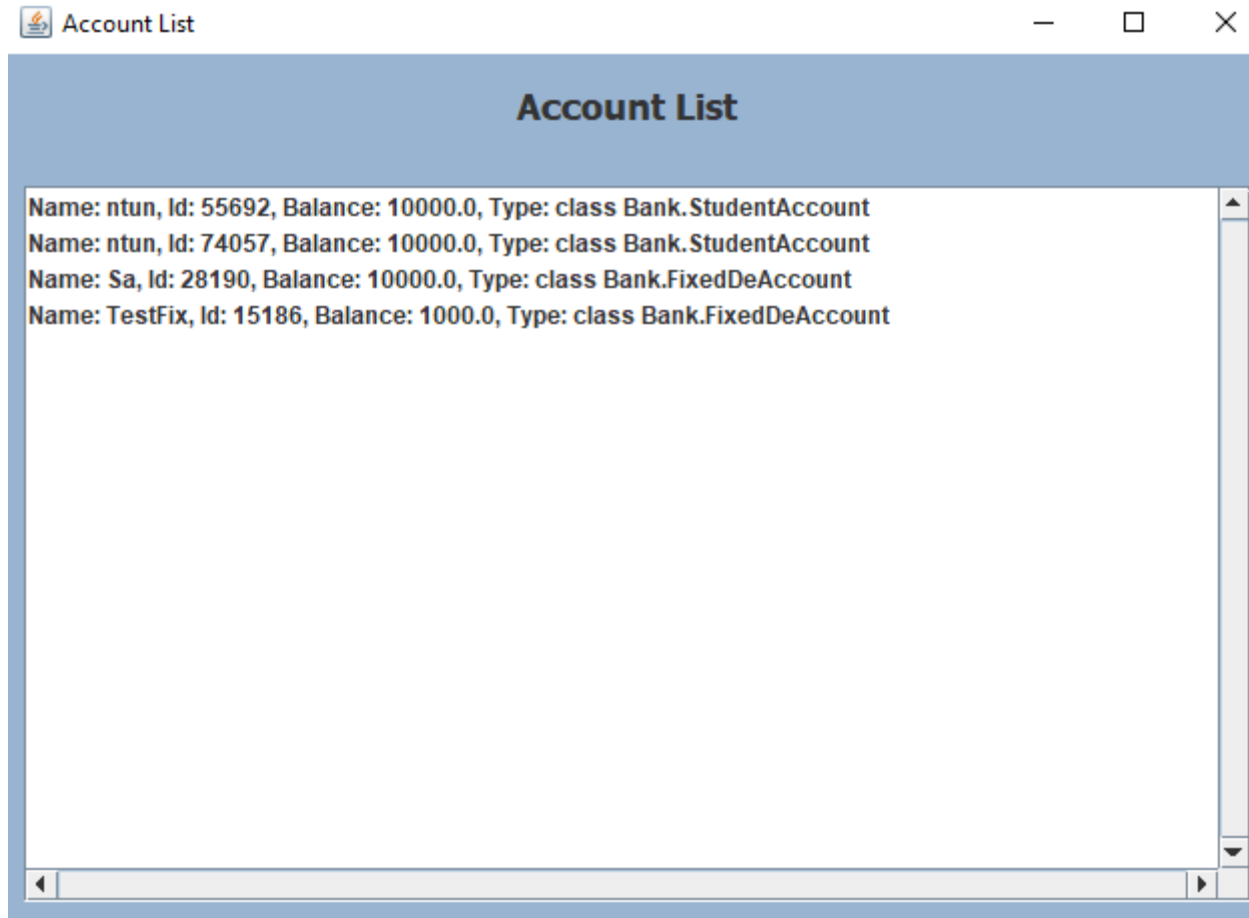 Account List
Account List
Name: ntun, Id: 55692, Balance: 10000.0, Type: class Bank.StudentAccount
Name: ntun, Id: 74057, Balance: 10000.0, Type: class Bank.StudentAccount
Name: Sa, Id: 28190, Balance: 10000.0, Type: class Bank.FixedDeAccount
Name: TestFix, Id: 15186, Balance: 1000.0, Type: class Bank.FixedDeAccount